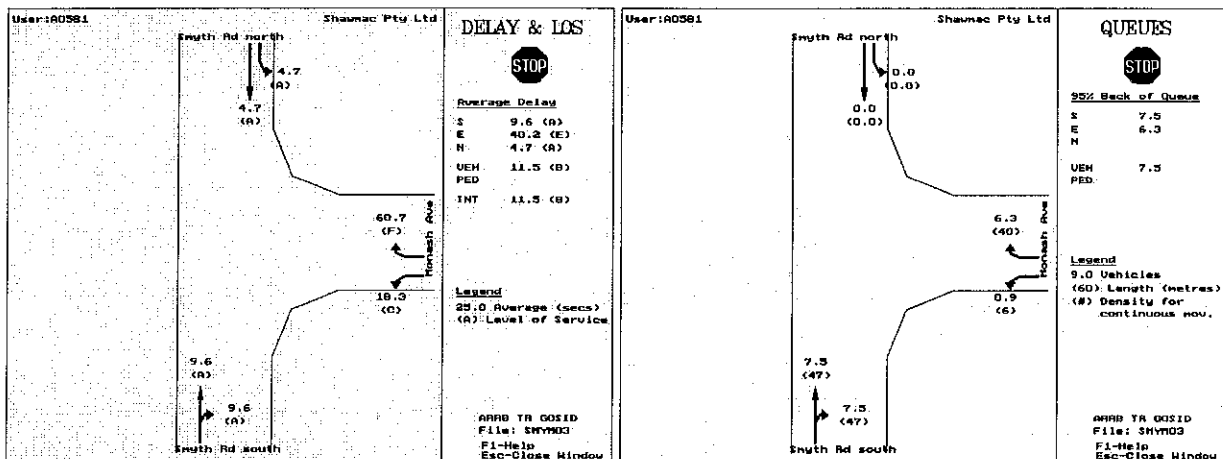 User:A0581
Shawmac Pty Ltd
Smyth Rd north
4.7
(A)
4.7
(A)
60.7
(F)
Monash Ave
18.3
(C)
9.6
(A)
9.6
(A)
Smyth Rd south
DELAY & LOS
STOP
Average Delay
S 9.6 (A)
E 40.2 (E)
N 4.7 (A)
VEH 11.5 (B)
PED
INT 11.5 (B)
Legend
25.0 Average (secs)
(A) Level of Service
ARRB TR GOSID
File: SMYM03
F1-Help
Esc-Close Window
User:A0581
Shawmac Pty Ltd
Smyth Rd north
0.0
(0.0)
0.0
(0.0)
6.3
(40)
Monash Ave
0.9
(6)
7.5
(47)
7.5
(47)
Smyth Rd south
QUEUES
STOP
95% Back of Queue
S 7.5
E 6.3
N
VEH 7.5
PED
Legend
9.0 Vehicles
(60) Length (metres)
(#) Density for
continuous mov.
ARRB TR GOSID
File: SMYM03
F1-Help
Esc-Close Window